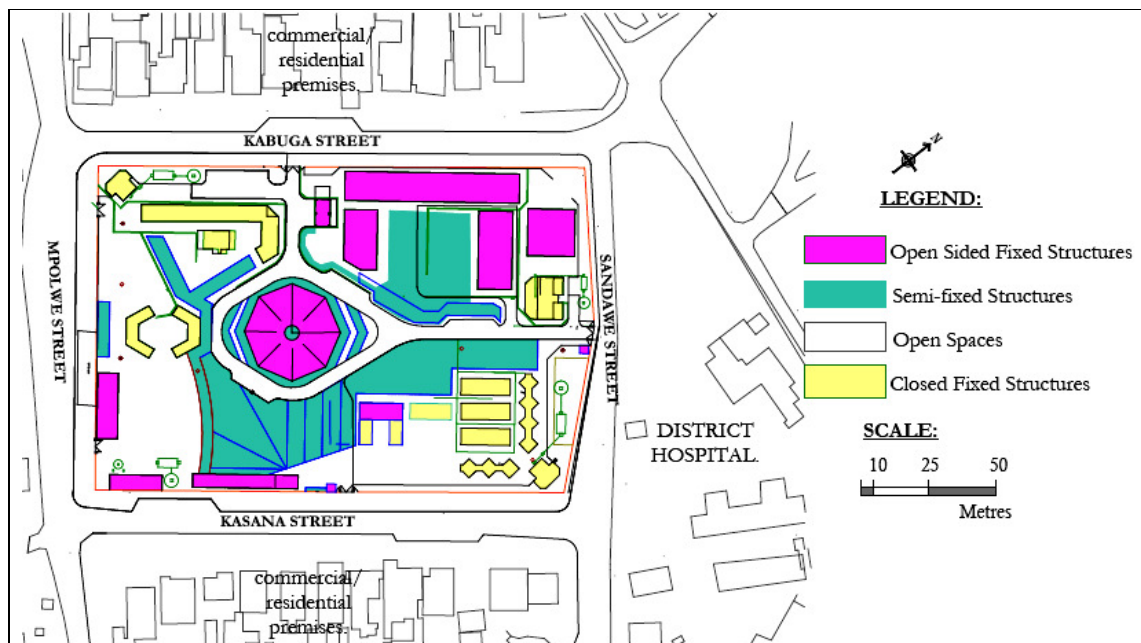 commercial/
residential
premises.
KABUGA STREET
MPOLWE STREET
SANDAWE STREET
KASANA STREET
DISTRICT
HOSPITAL.
commercial/
residential
premises.
N
LEGEND:
Open Sided Fixed Structures
Semi-fixed Structures
Open Spaces
Closed Fixed Structures
SCALE:
10 25 50
Metres